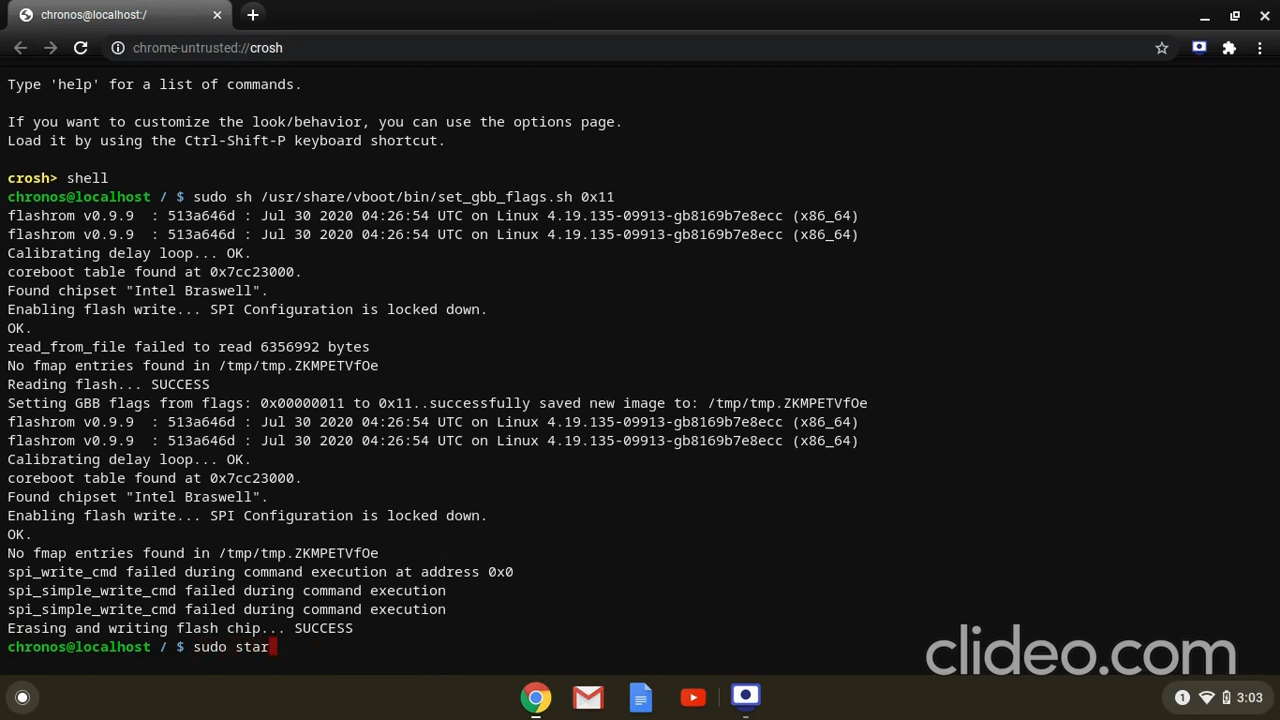 chronos@localhost:/
chrome-untrusted://crosh
Type 'help' for a list of commands.
If you want to customize the look/behavior, you can use the options page.
Load it by using the Ctrl-Shift-P keyboard shortcut.
crosh> shell
chronos@localhost / $ sudo sh /usr/share/vboot/bin/set_gbb_flags.sh 0x11
flashrom v0.9.9  : 513a646d : Jul 30 2020 04:26:54 UTC on Linux 4.19.135-09913-gb8169b7e8ecc (x86_64)
flashrom v0.9.9  : 513a646d : Jul 30 2020 04:26:54 UTC on Linux 4.19.135-09913-gb8169b7e8ecc (x86_64)
Calibrating delay loop... OK.
coreboot table found at 0x7cc23000.
Found chipset "Intel Braswell".
Enabling flash write... SPI Configuration is locked down.
OK.
read_from_file failed to read 6356992 bytes
No fmap entries found in /tmp/tmp.ZKMPETVfOe
Reading flash... SUCCESS
Setting GBB flags from flags: 0x00000011 to 0x11..successfully saved new image to: /tmp/tmp.ZKMPETVfOe
flashrom v0.9.9  : 513a646d : Jul 30 2020 04:26:54 UTC on Linux 4.19.135-09913-gb8169b7e8ecc (x86_64)
flashrom v0.9.9  : 513a646d : Jul 30 2020 04:26:54 UTC on Linux 4.19.135-09913-gb8169b7e8ecc (x86_64)
Calibrating delay loop... OK.
coreboot table found at 0x7cc23000.
Found chipset "Intel Braswell".
Enabling flash write... SPI Configuration is locked down.
OK.
No fmap entries found in /tmp/tmp.ZKMPETVfOe
spi_write_cmd failed during command execution at address 0x0
spi_simple_write_cmd failed during command execution
spi_simple_write_cmd failed during command execution
Erasing and writing flash chip... SUCCESS
chronos@localhost / $ sudo star
clideo.com
1 3:03